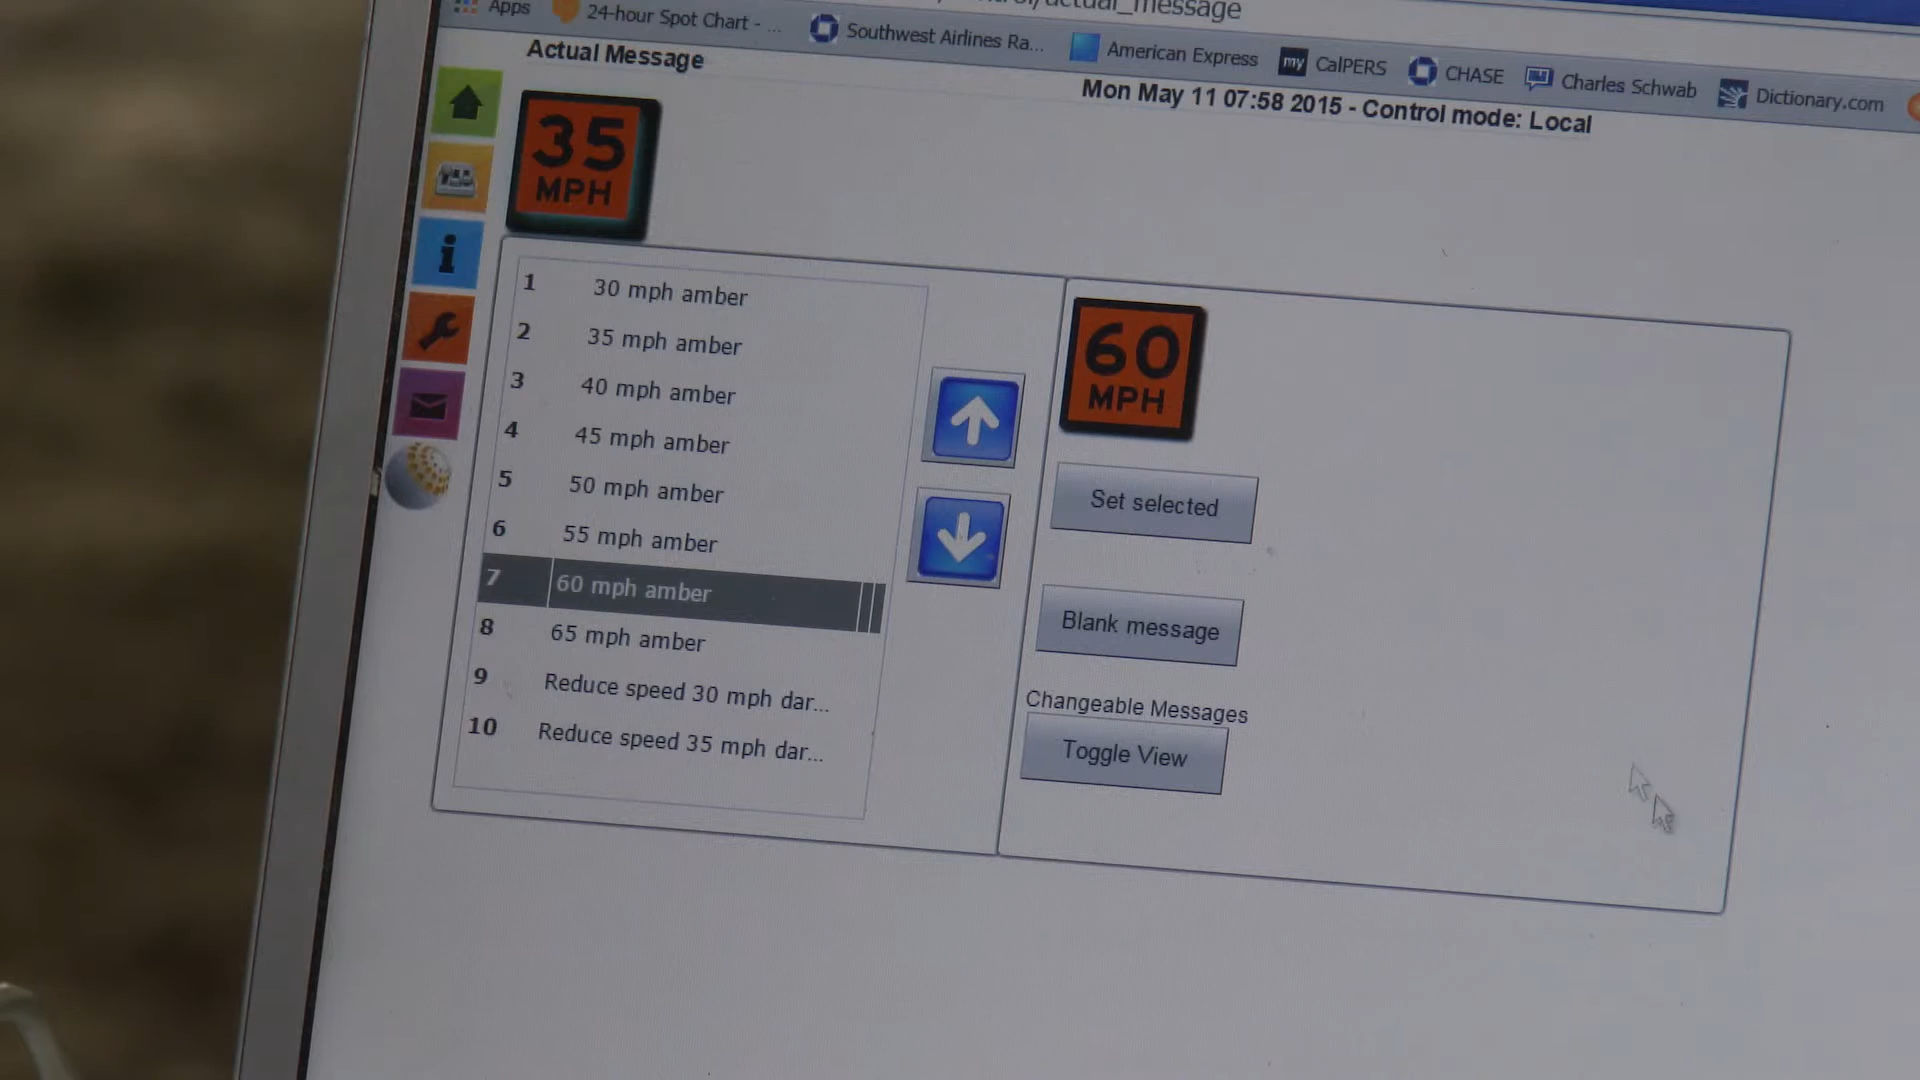 actual_message
Apps
24-hour Spot Chart - ...
Southwest Airlines Ra...
American Express
my CalPERS
CHASE
Charles Schwab
Dictionary.com
Actual Message
Mon May 11 07:58 2015 - Control mode: Local
35
MPH
1 30 mph amber
2 35 mph amber
3 40 mph amber
4 45 mph amber
5 50 mph amber
6 55 mph amber
7 60 mph amber
8 65 mph amber
9 Reduce speed 30 mph dar...
10 Reduce speed 35 mph dar...
60
MPH
Set selected
Blank message
Changeable Messages
Toggle View